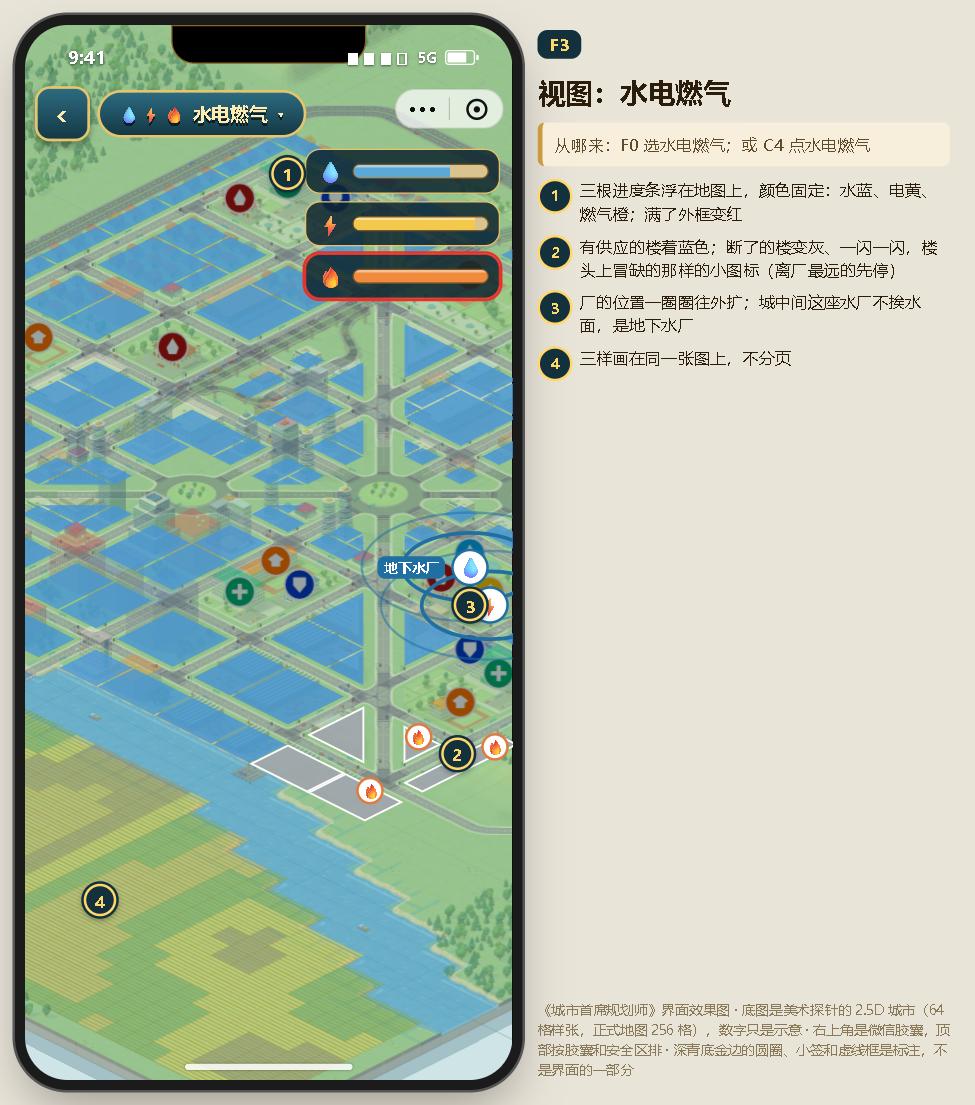 9:41
5G
水电燃气
1
地下水厂
3
2
4
F3
视图：水电燃气
从哪来：F0 选水电燃气；或 C4 点水电燃气
1
三根进度条浮在地图上，颜色固定：水蓝、电黄、
燃气橙；满了外框变红
2
有供应的楼着蓝色；断了的楼变灰、一闪一闪，楼
头上冒缺的那样的小图标（离厂最远的先停）
3
厂的位置一圈圈往外扩；城中间这座水厂不挨水
面，是地下水厂
4
三样画在同一张图上，不分页
《城市首席规划师》界面效果图 · 底图是美术探针的 2.5D 城市（64
格样张，正式地图 256 格），数字只是示意 · 右上角是微信胶囊，顶
部按胶囊和安全区排 · 深青底金边的圆圈、小签和虚线框是标注，不
是界面的一部分